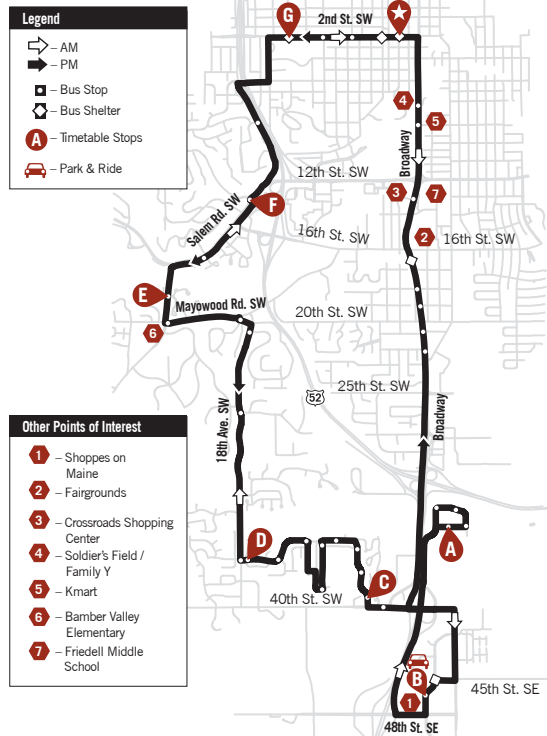 Legend
– AM
– PM
– Bus Stop
– Bus Shelter
A – Timetable Stops
– Park & Ride
G
2nd St. SW
4
5
Broadway
12th St. SW
3
7
F
Salem Rd. SW
16th St. SW
2
16th St. SW
E
Mayowood Rd. SW
20th St. SW
6
25th St. SW
52
18th Ave. SW
Broadway
A
D
C
40th St. SW
B
1
45th St. SE
48th St. SE
Other Points of Interest
1 – Shoppes on
Maine
2 – Fairgrounds
3 – Crossroads Shopping
Center
4 – Soldier's Field /
Family Y
5 – Kmart
6 – Bamber Valley
Elementary
7 – Friedell Middle
School